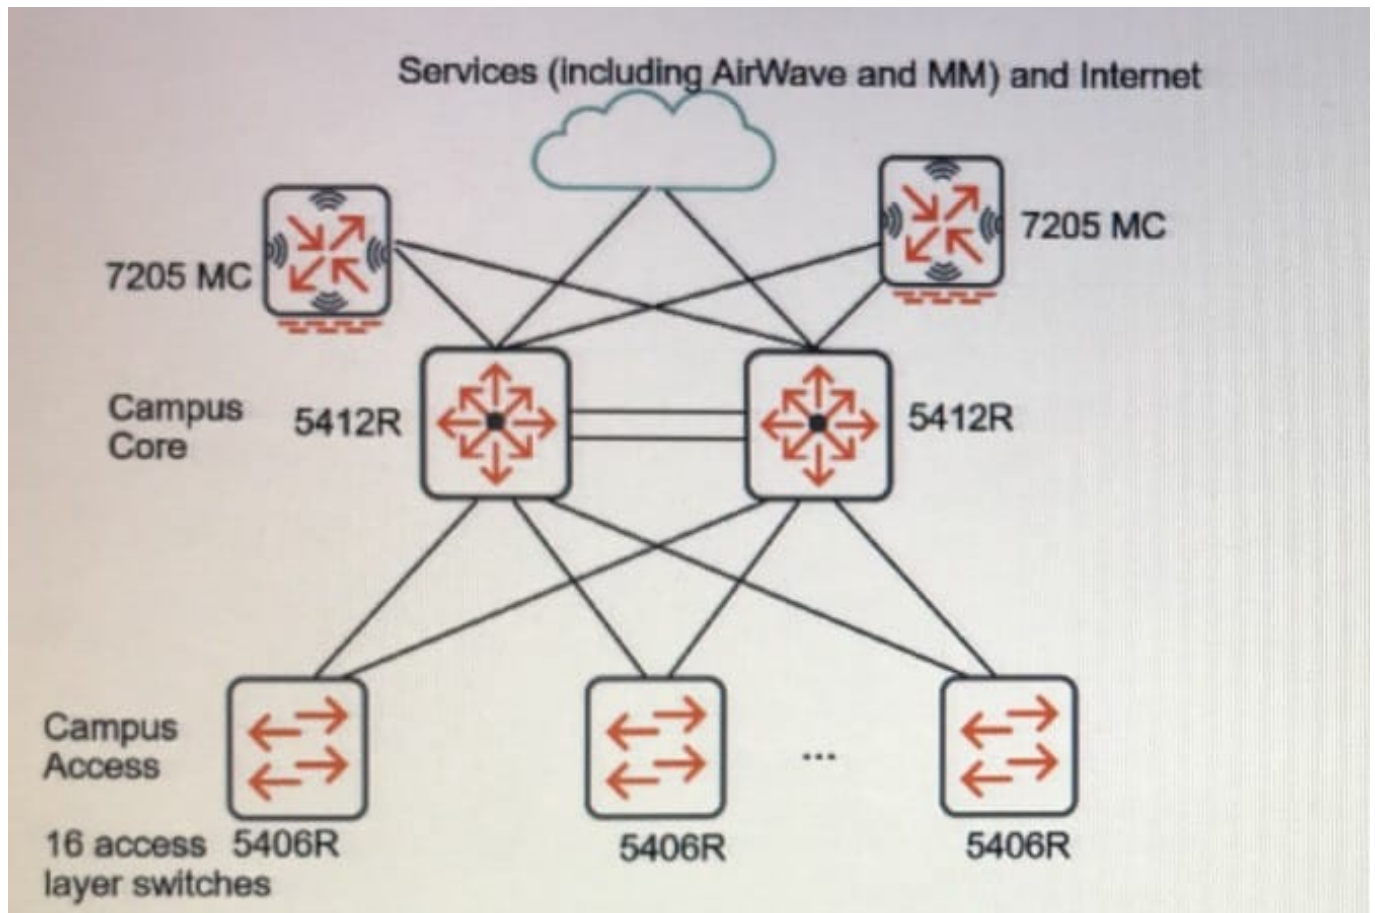 Services (including AirWave and MM) and Internet
7205 MC
7205 MC
Campus
Core
5412R
5412R
Campus
Access
...
16 access
layer switches
5406R
5406R
5406R